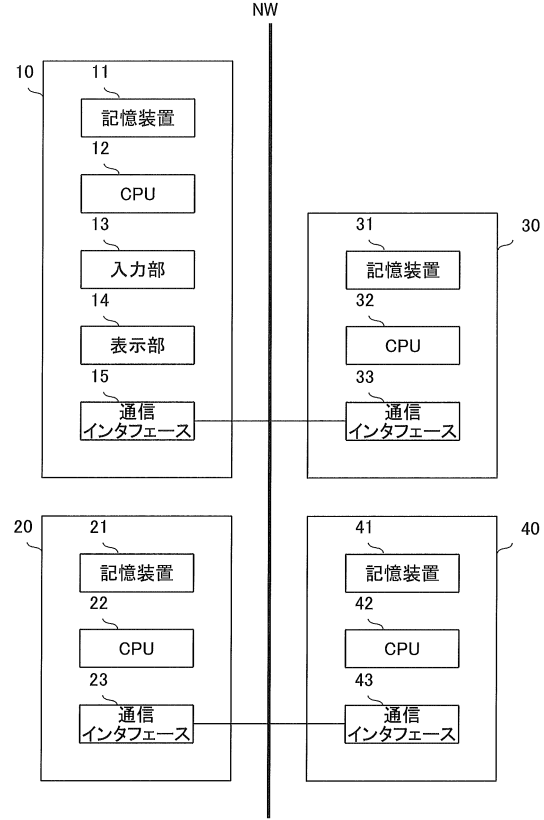 NW
10
11
記憶装置
12
CPU
13
入力部
14
表示部
15
通信
インタフェース
30
31
記憶装置
32
CPU
33
通信
インタフェース
20
21
記憶装置
22
CPU
23
通信
インタフェース
40
41
記憶装置
42
CPU
43
通信
インタフェース